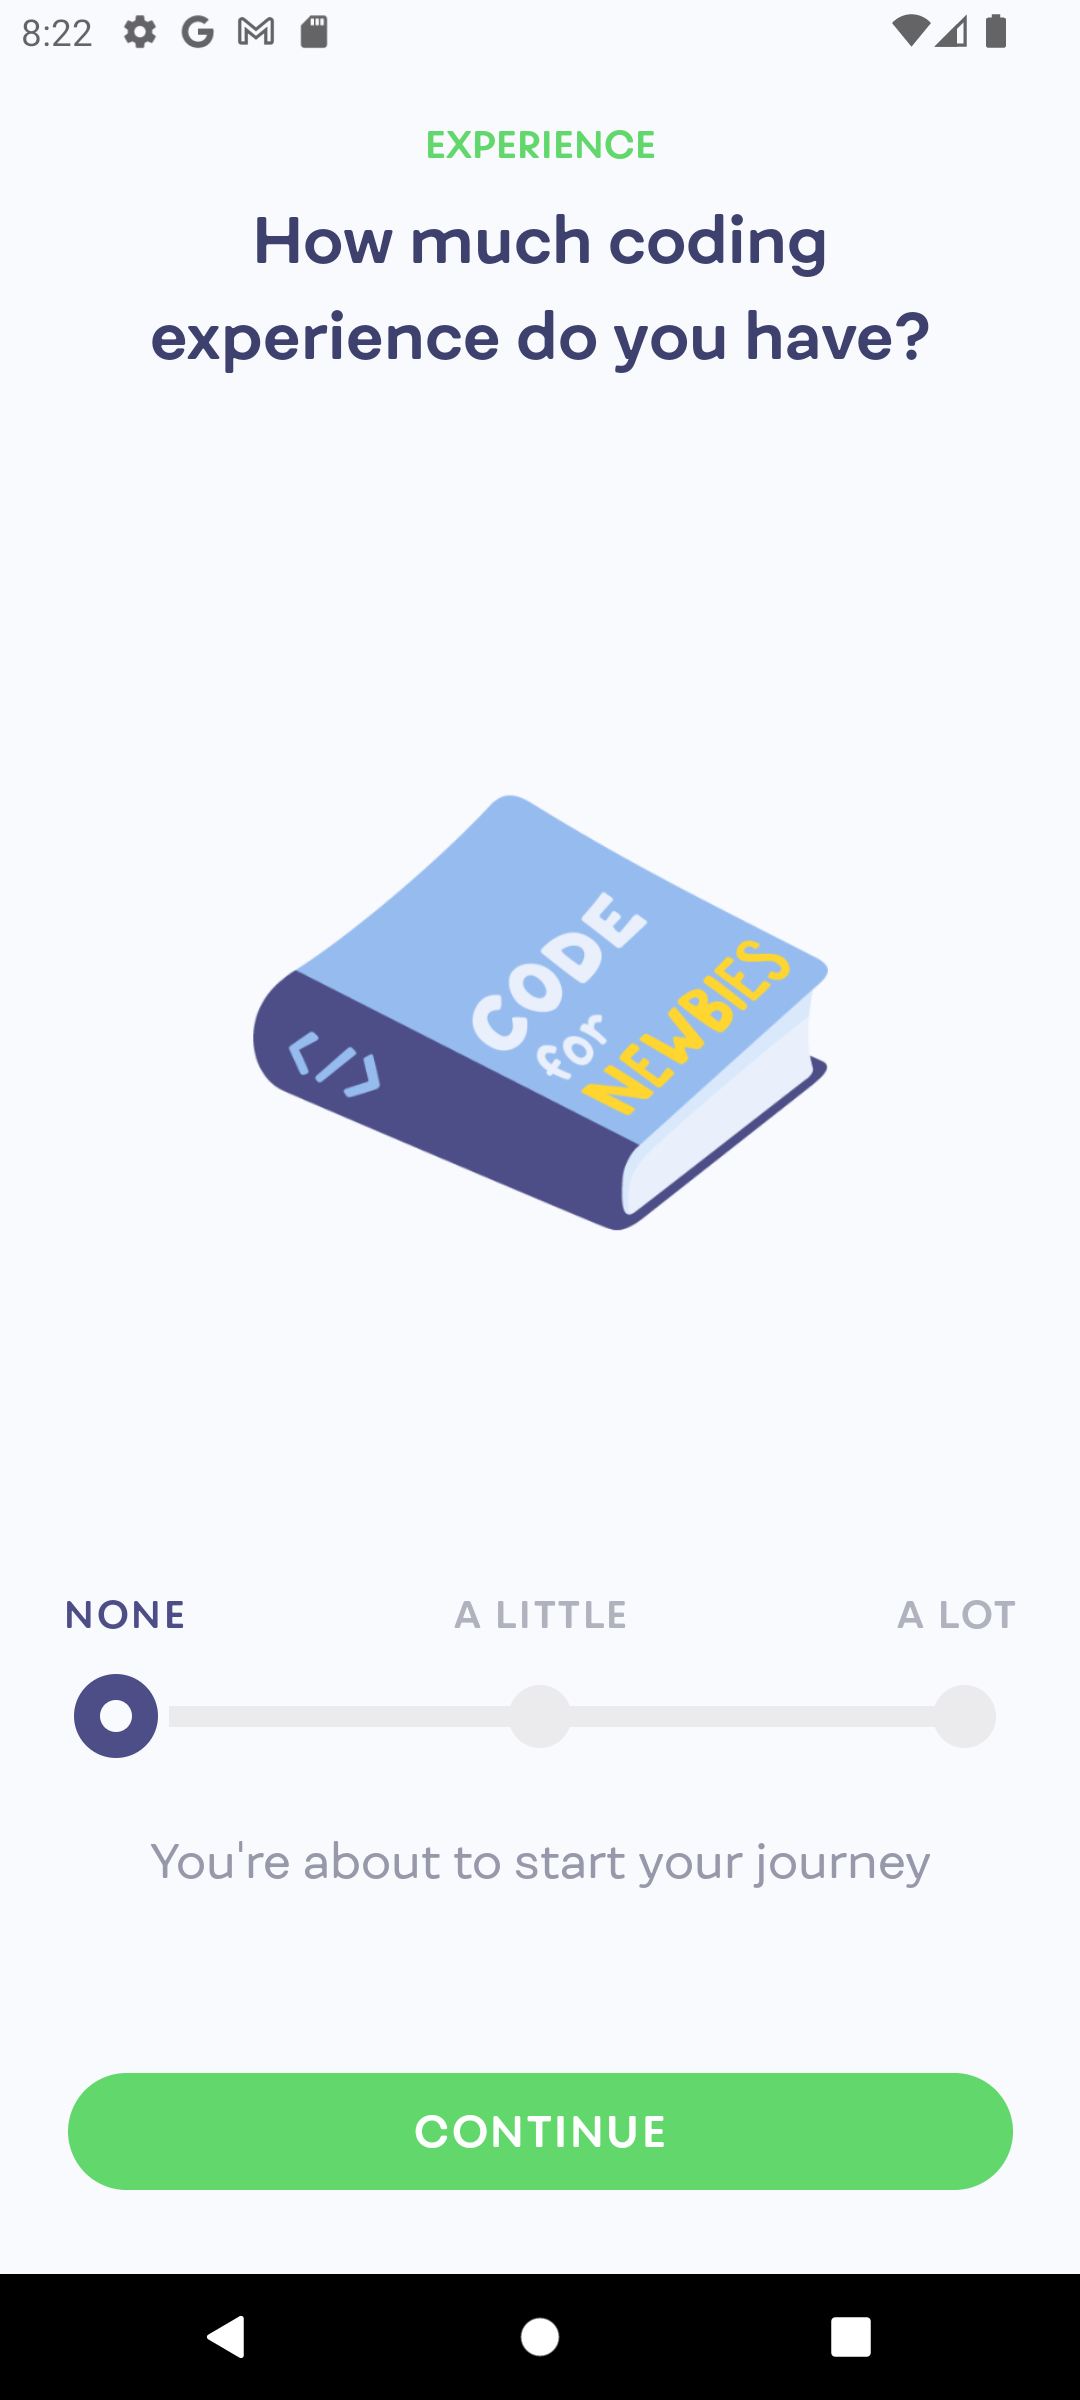 8:22
EXPERIENCE
How much coding
experience do you have?
CODE
for
NEWBIES
</>
NONE A LITTLE A LOT
You're about to start your journey
CONTINUE